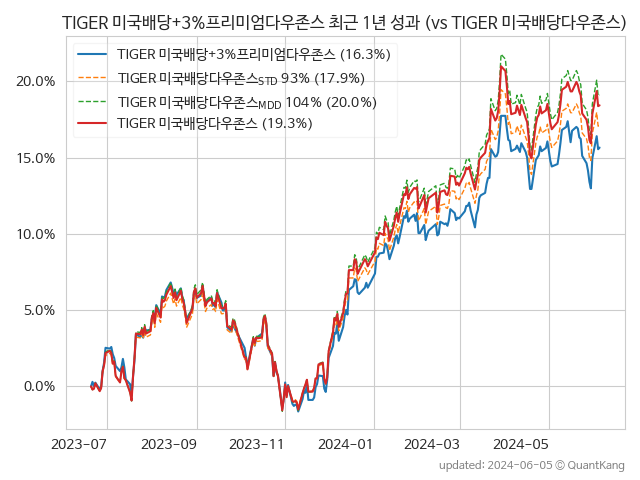 TIGER 미국배당+3%프리미엄다우존스 최근 1년 성과 (vs TIGER 미국배당다우존스)
TIGER 미국배당+3%프리미엄다우존스 (16.3%)
TIGER 미국배당다우존스STD 93% (17.9%)
TIGER 미국배당다우존스MDD 104% (20.0%)
TIGER 미국배당다우존스 (19.3%)
20.0%
15.0%
10.0%
5.0%
0.0%
2023-07 2023-09 2023-11 2024-01 2024-03 2024-05
updated: 2024-06-05 © QuantKang